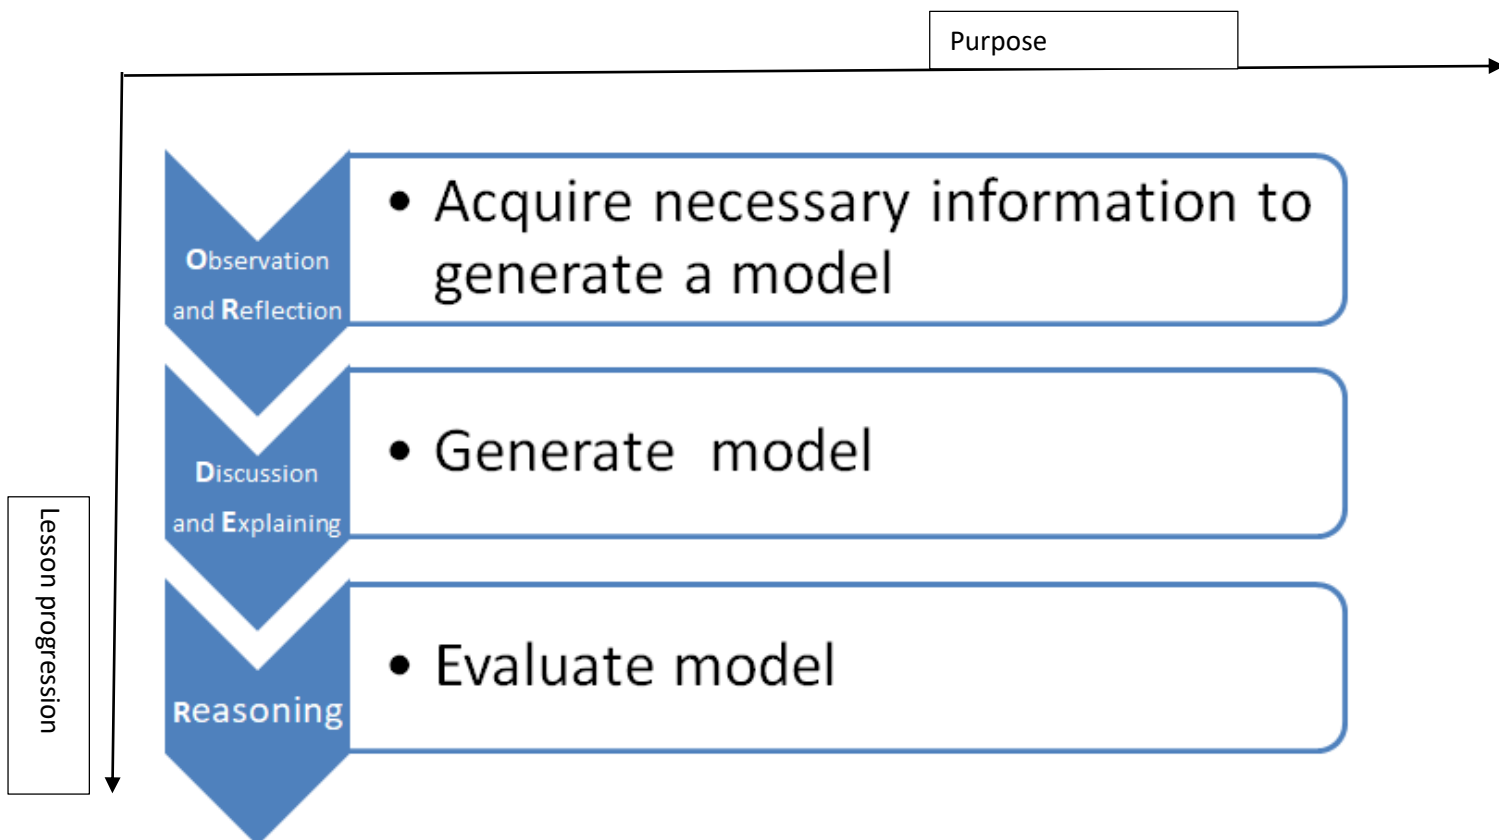 Purpose
Observation
and Reflection
• Acquire necessary information to
generate a model
Discussion
and Explaining
• Generate model
Lesson progression
Reasoning
• Evaluate model